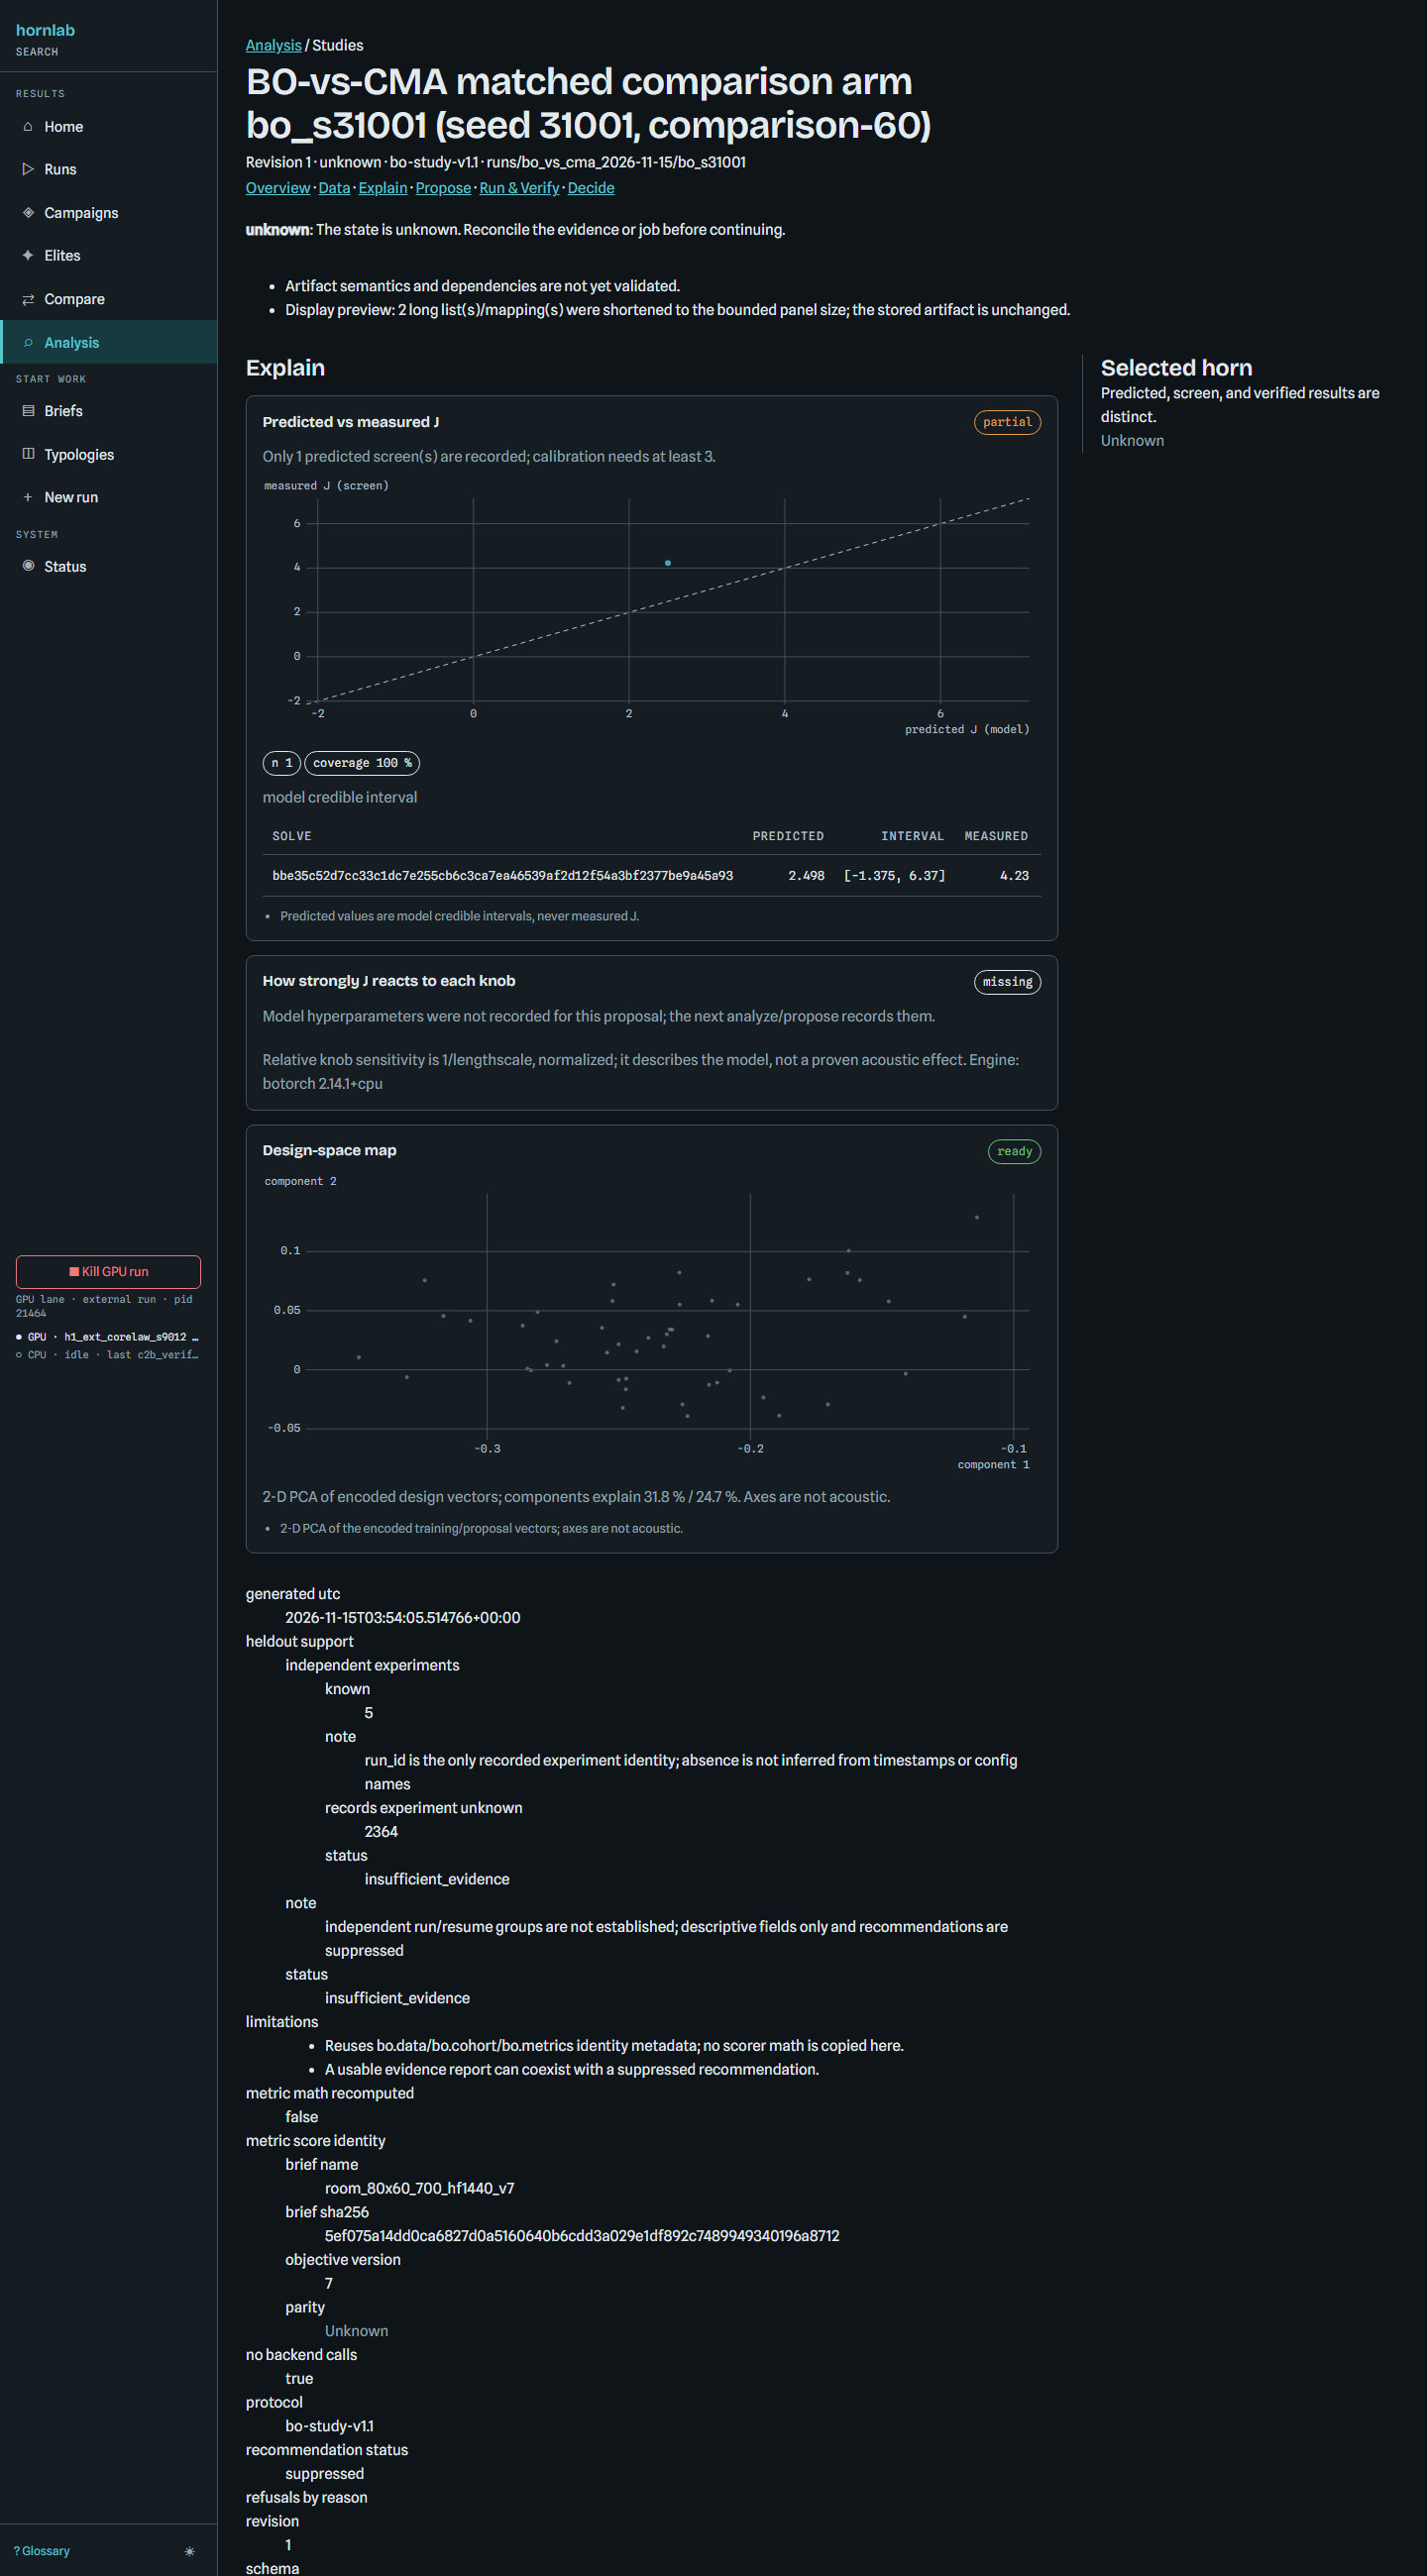 hornlab
SEARCH
RESULTS
Home
Runs
Campaigns
Elites
Compare
Analysis
START WORK
Briefs
Typologies
+ New run
SYSTEM
Status
Kill GPU run
GPU lane · external run · pid
21464
GPU · h1_ext_corelaw_s9012 …
CPU · idle · last c2b_verif…
? Glossary
Analysis / Studies
BO-vs-CMA matched comparison arm
bo_s31001 (seed 31001, comparison-60)
Revision 1 · unknown · bo-study-v1.1 · runs/bo_vs_cma_2026-11-15/bo_s31001
Overview · Data · Explain · Propose · Run & Verify · Decide
unknown: The state is unknown. Reconcile the evidence or job before continuing.
• Artifact semantics and dependencies are not yet validated.
• Display preview: 2 long list(s)/mapping(s) were shortened to the bounded panel size; the stored artifact is unchanged.
Explain
Predicted vs measured J
partial
Only 1 predicted screen(s) are recorded; calibration needs at least 3.
measured J (screen)
6
4
2
0
-2
-2 0 2 4 6
predicted J (model)
n 1 coverage 100 %
model credible interval
SOLVE PREDICTED INTERVAL MEASURED
bbe35c52d7cc33c1dc7e255cb6c3ca7ea46539af2d12f54a3bf2377be9a45a93 2.498 [-1.375, 6.37] 4.23
• Predicted values are model credible intervals, never measured J.
How strongly J reacts to each knob
missing
Model hyperparameters were not recorded for this proposal; the next analyze/propose records them.
Relative knob sensitivity is 1/lengthscale, normalized; it describes the model, not a proven acoustic effect. Engine:
botorch 2.14.1+cpu
Design-space map
ready
component 2
0.1
0.05
0
-0.05
-0.3 -0.2 -0.1
component 1
2-D PCA of encoded design vectors; components explain 31.8 % / 24.7 %. Axes are not acoustic.
• 2-D PCA of the encoded training/proposal vectors; axes are not acoustic.
generated utc
2026-11-15T03:54:05.514766+00:00
heldout support
independent experiments
known
5
note
run_id is the only recorded experiment identity; absence is not inferred from timestamps or config
names
records experiment unknown
2364
status
insufficient_evidence
note
independent run/resume groups are not established; descriptive fields only and recommendations are
suppressed
status
insufficient_evidence
limitations
• Reuses bo.data/bo.cohort/bo.metrics identity metadata; no scorer math is copied here.
• A usable evidence report can coexist with a suppressed recommendation.
metric math recomputed
false
metric score identity
brief name
room_80x60_700_hf1440_v7
brief sha256
5ef075a14dd0ca6827d0a5160640b6cdd3a029e1df892c7489949340196a8712
objective version
7
parity
Unknown
no backend calls
true
protocol
bo-study-v1.1
recommendation status
suppressed
refusals by reason
revision
1
schema
Selected horn
Predicted, screen, and verified results are
distinct.
Unknown